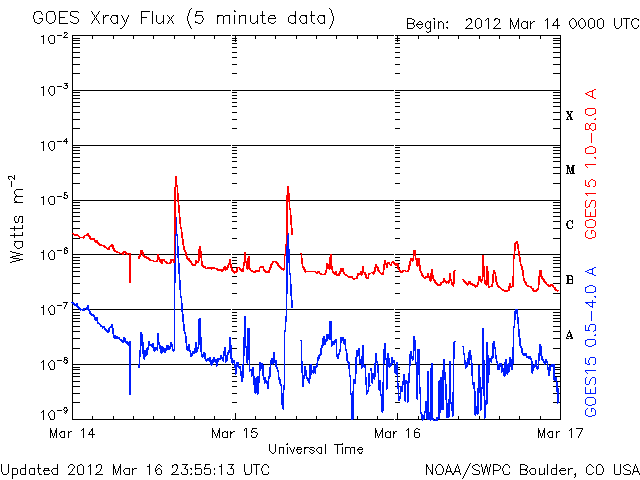 GOES Xray Flux (5 minute data)
Begin: 2012 Mar 14 0000 UTC
10-2
10-3
10-4
10-5
10-6
10-7
10-8
10-9
Watts m-2
X
M
C
B
A
GOES15 1.0-8.0 A
GOES15 0.5-4.0 A
Mar 14
Mar 15
Mar 16
Mar 17
Universal Time
Updated 2012 Mar 16 23:55:13 UTC
NOAA/SWPC Boulder, CO USA